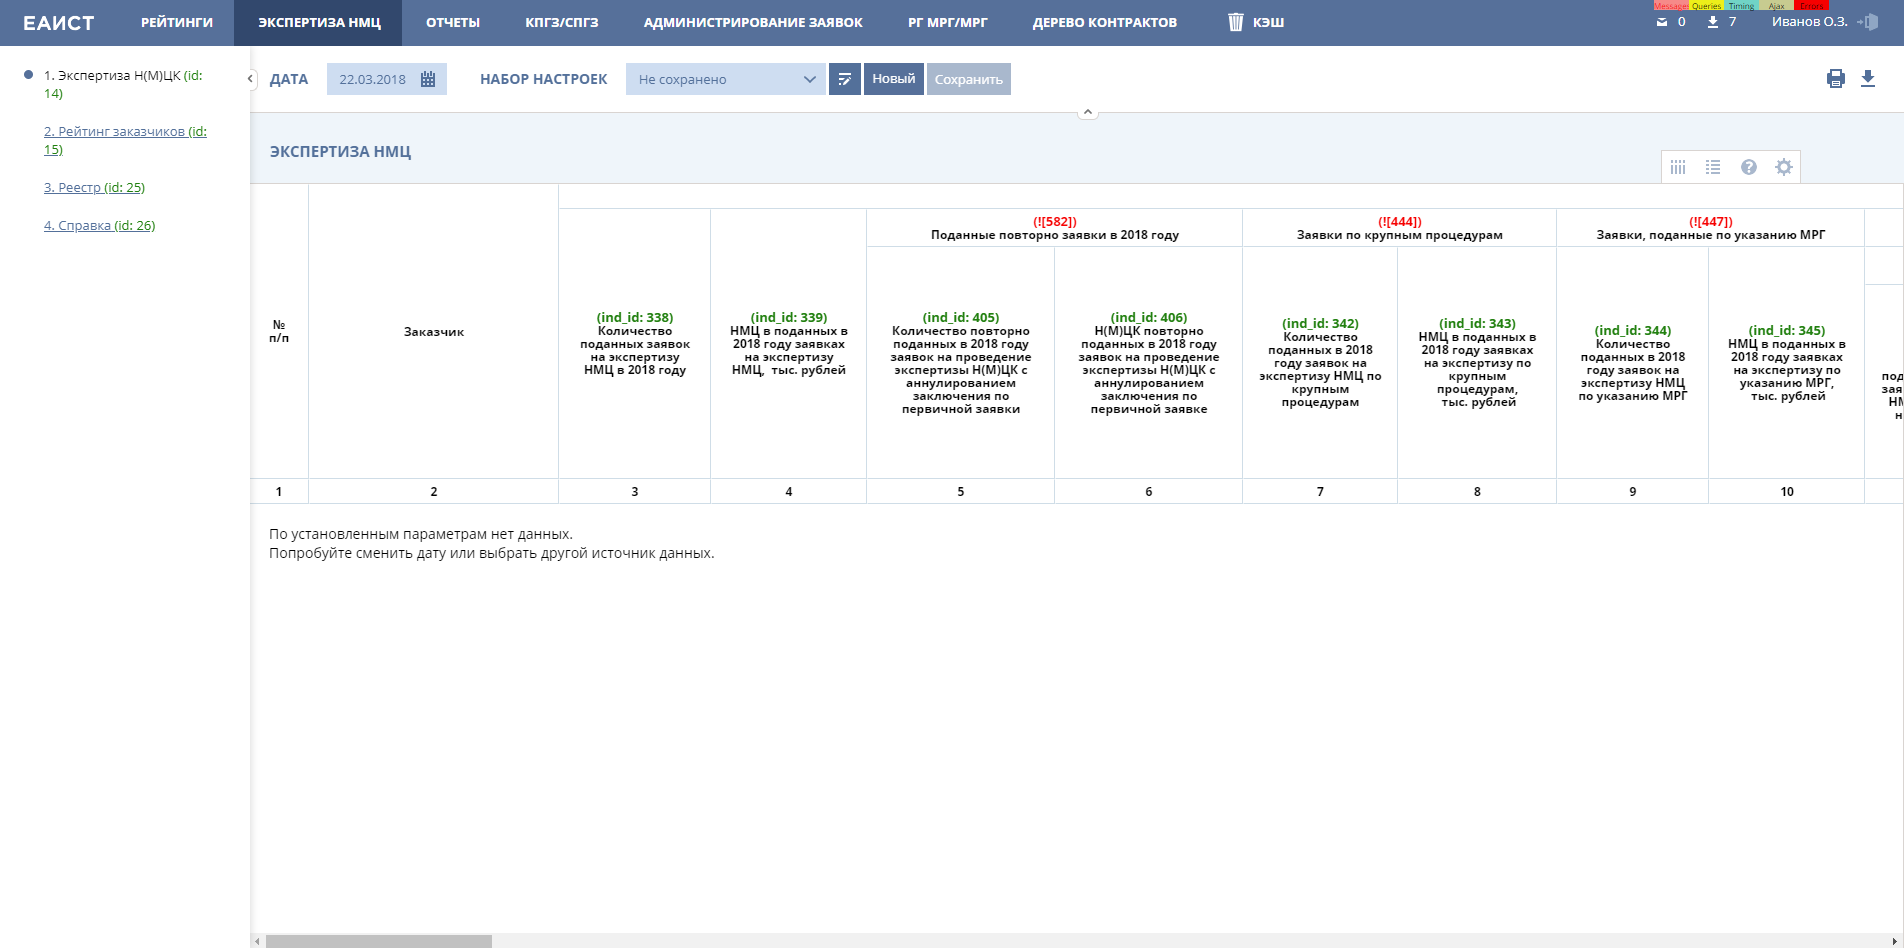 Messages Queries Timing Ajax Errors
ЕАИСТ РЕЙТИНГИ ЭКСПЕРТИЗА НМЦ ОТЧЕТЫ КПГЗ/СПГЗ АДМИНИСТРИРОВАНИЕ ЗАЯВОК РГ МРГ/МРГ ДЕРЕВО КОНТРАКТОВ КЭШ 0 7 Иванов О.З.
1. Экспертиза Н(М)ЦК (id:
14)
2. Рейтинг заказчиков (id:
15)
3. Реестр (id: 25)
4. Справка (id: 26)
ДАТА 22.03.2018 НАБОР НАСТРОЕК Не сохранено Новый Сохранить
ЭКСПЕРТИЗА НМЦ
№
п/п
Заказчик
(ind_id: 338)
Количество
поданных заявок
на экспертизу
НМЦ в 2018 году
(ind_id: 339)
НМЦ в поданных в
2018 году заявках
на экспертизу
НМЦ, тыс. рублей
(![582])
Поданные повторно заявки в 2018 году
(ind_id: 405)
Количество повторно
поданных в 2018 году
заявок на проведение
экспертизы Н(М)ЦК с
аннулированием
заключения по
первичной заявки
(ind_id: 406)
Н(М)ЦК повторно
поданных в 2018 году
заявок на проведение
экспертизы Н(М)ЦК с
аннулированием
заключения по
первичной заявке
(![444])
Заявки по крупным процедурам
(ind_id: 342)
Количество
поданных в 2018
году заявок на
экспертизу НМЦ по
крупным
процедурам
(ind_id: 343)
НМЦ в поданных в
2018 году заявках
на экспертизу по
крупным
процедурам,
тыс. рублей
(![447])
Заявки, поданные по указанию МРГ
(ind_id: 344)
Количество
поданных в 2018
году заявок на
экспертизу НМЦ
по указанию МРГ
(ind_id: 345)
НМЦ в поданных в
2018 году заявках
на экспертизу по
указанию МРГ,
тыс. рублей
1 2 3 4 5 6 7 8 9 10
По установленным параметрам нет данных.
Попробуйте сменить дату или выбрать другой источник данных.